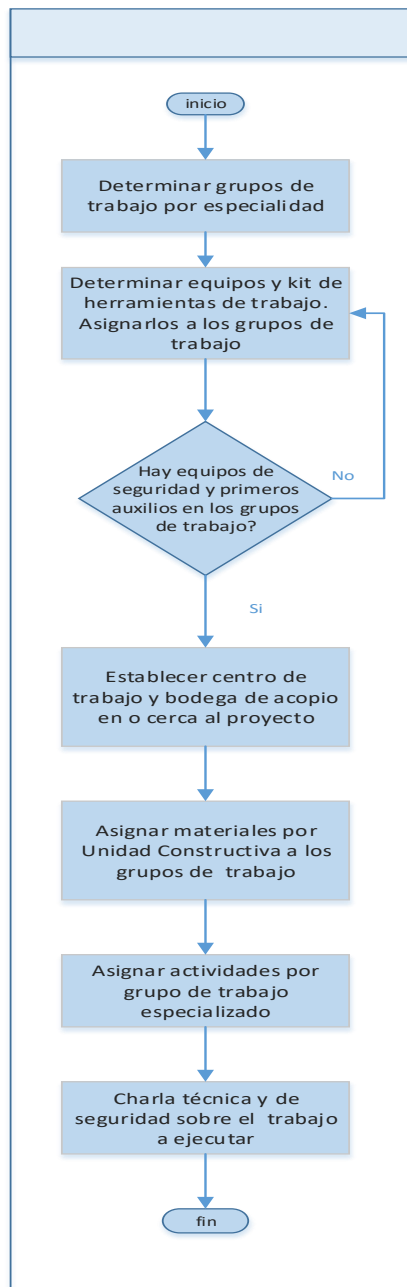 inicio
Determinar grupos de
trabajo por especialidad
Determinar equipos y kit de
herramientas de trabajo.
Asignarlos a los grupos de
trabajo
Hay equipos de
seguridad y primeros
auxilios en los grupos
de trabajo?
No
Si
Establecer centro de
trabajo y bodega de acopio
en o cerca al proyecto
Asignar materiales por
Unidad Constructiva a los
grupos de trabajo
Asignar actividades por
grupo de trabajo
especializado
Charla técnica y de
seguridad sobre el trabajo
a ejecutar
fin